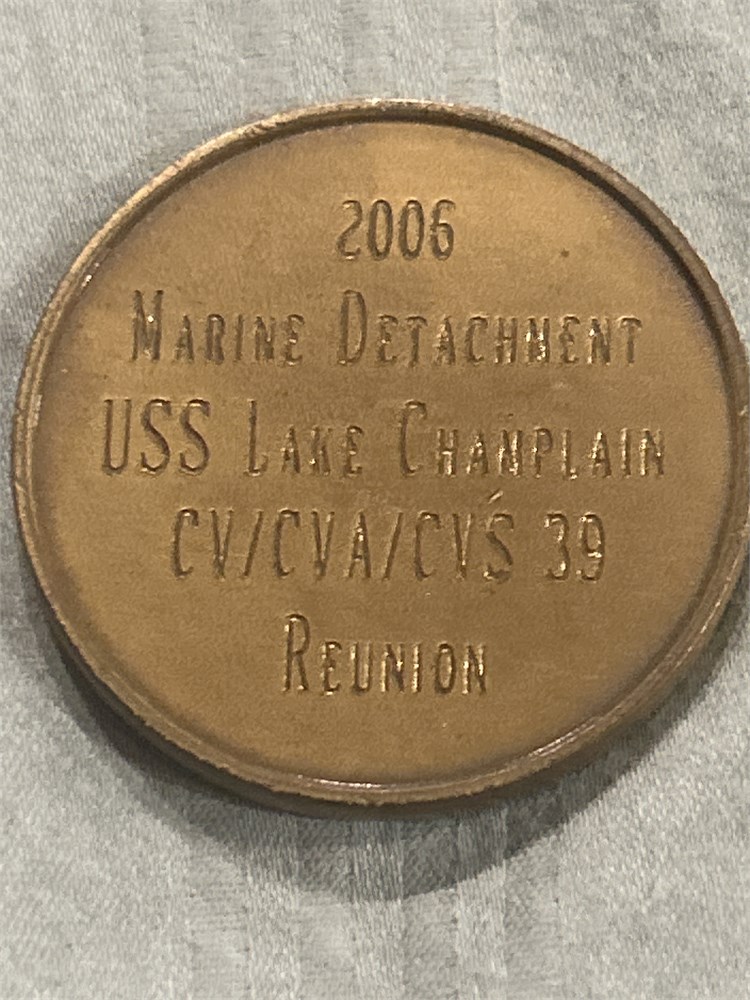 2006
Marine Detachment
USS Lake Champlain
CV/CVA/CVS 39
Reunion